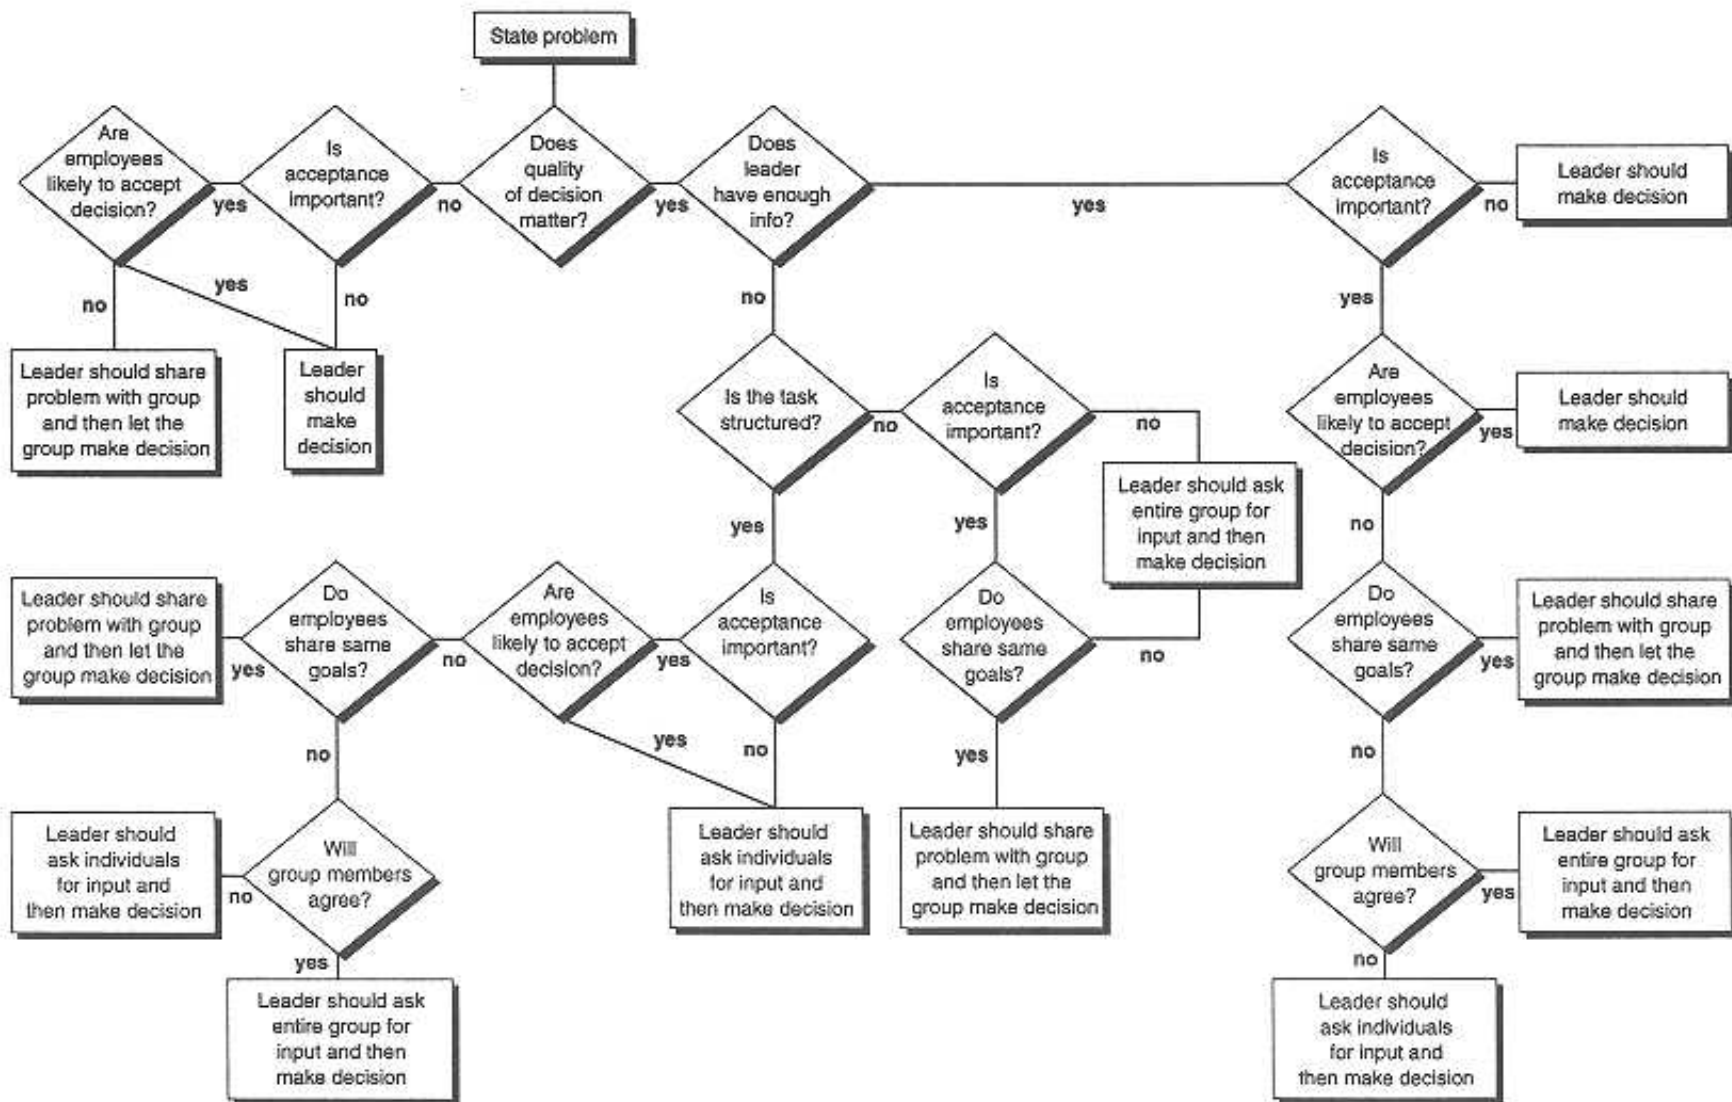 State problem
Are
employees
likely to accept
decision?
yes
Is
acceptance
important?
no
Does
quality
of decision
matter?
yes
Does
leader
have enough
info?
yes
Is
acceptance
important?
no
Leader should
make decision
no
yes
no
no
yes
Leader should share
problem with group
and then let the
group make decision
Leader
should
make
decision
Is the task
structured?
no
Is
acceptance
important?
no
Are
employees
likely to accept
decision?
yes
Leader should
make decision
Leader should ask
entire group for
input and then
make decision
yes
yes
no
Leader should share
problem with group
and then let the
group make decision
yes
Do
employees
share same
goals?
no
Are
employees
likely to accept
decision?
yes
Is
acceptance
important?
Do
employees
share same
goals?
no
Do
employees
share same
goals?
yes
Leader should share
problem with group
and then let the
group make decision
no
yes
no
yes
no
Leader should
ask individuals
for input and
then make decision
no
Will
group members
agree?
Leader should
ask individuals
for input and
then make decision
Leader should share
problem with group
and then let the
group make decision
Will
group members
agree?
yes
Leader should ask
entire group for
input and then
make decision
yes
no
Leader should ask
entire group for
input and then
make decision
Leader should
ask individuals
for input and
then make decision